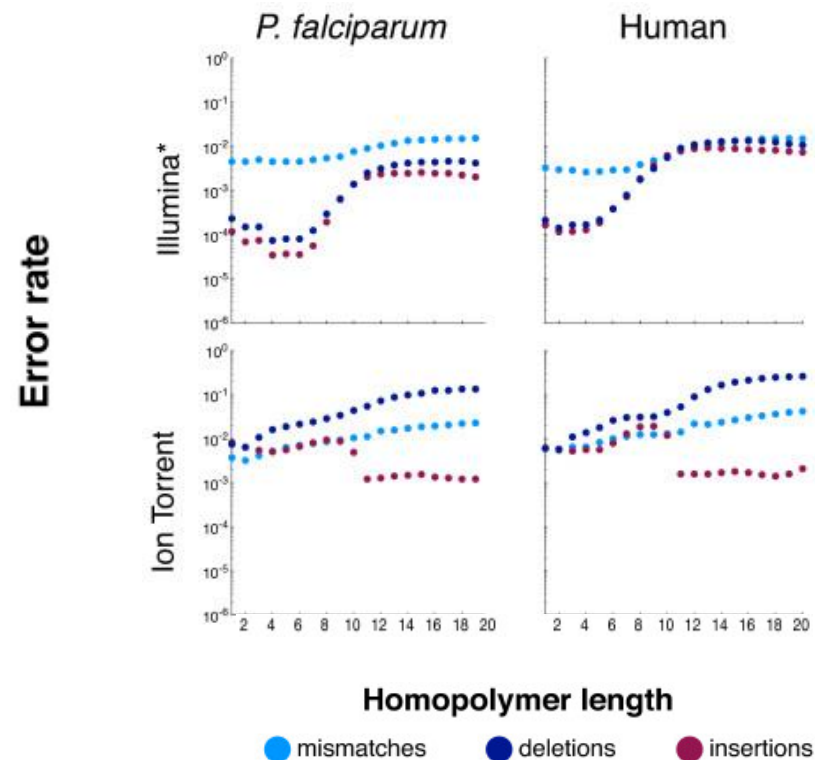 P. falciparum Human
Error rate
Illumina*
10⁰
10⁻¹
10⁻²
10⁻³
10⁻⁴
10⁻⁵
10⁻⁶
Ion Torrent
10⁰
10⁻¹
10⁻²
10⁻³
10⁻⁴
10⁻⁵
10⁻⁶
2 4 6 8 10 12 14 16 18 20 2 4 6 8 10 12 14 16 18 20
Homopolymer length
mismatches deletions insertions